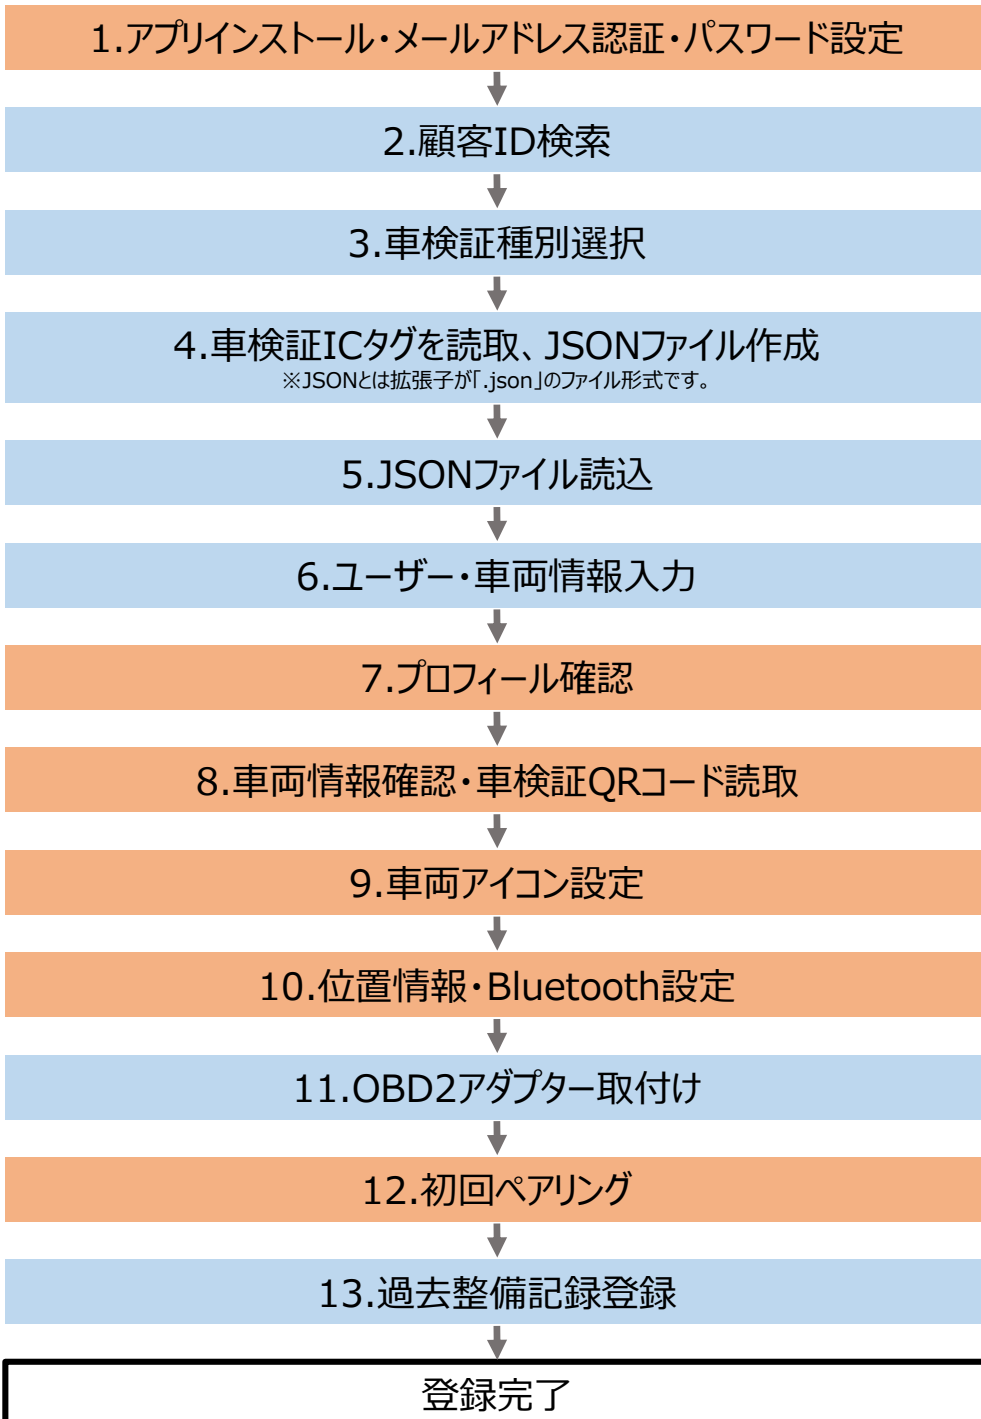 1.アプリインストール・メールアドレス認証・パスワード設定
2.顧客ID検索
3.車検証種別選択
4.車検証ICタグを読取、JSONファイル作成
※JSONとは拡張子が「.json」のファイル形式です。
5.JSONファイル読込
6.ユーザー・車両情報入力
7.プロフィール確認
8.車両情報確認・車検証QRコード読取
9.車両アイコン設定
10.位置情報・Bluetooth設定
11.OBD2アダプター取付け
12.初回ペアリング
13.過去整備記録登録
登録完了